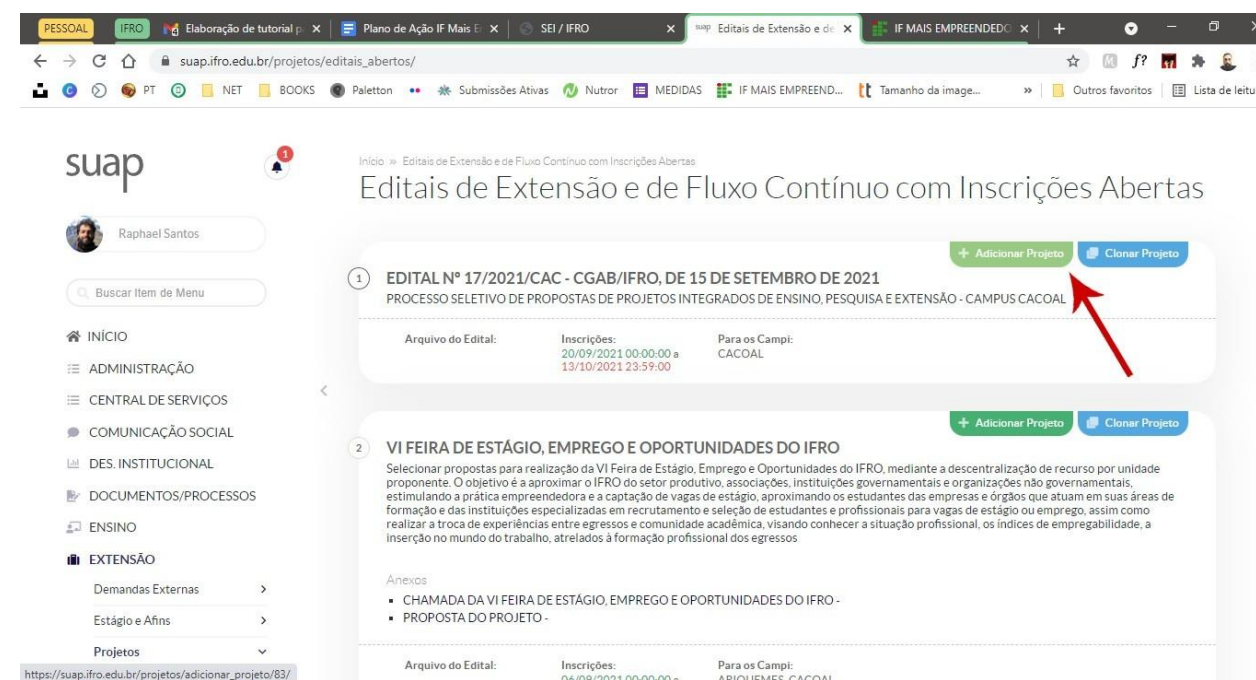 PESSOAL IFRO Elaboração de tutorial p Plano de Ação IF Mais E SEI / IFRO suap Editais de Extensão e de IF MAIS EMPREENDEDO
suap.ifro.edu.br/projetos/editais_abertos/ f?
PT NET BOOKS Paletton Submissões Ativas Nutror MEDIDAS IF MAIS EMPREEND... Tamanho da image... » Outros favoritos Lista de leitu
suap
1
Raphael Santos
Buscar Item de Menu
INÍCIO
ADMINISTRAÇÃO
CENTRAL DE SERVIÇOS
COMUNICAÇÃO SOCIAL
DES. INSTITUCIONAL
DOCUMENTOS/PROCESSOS
ENSINO
EXTENSÃO
Demandas Externas
Estágio e Afins
Projetos
https://suap.ifro.edu.br/projetos/adicionar_projeto/83/
Início » Editais de Extensão e de Fluxo Contínuo com Inscrições Abertas
Editais de Extensão e de Fluxo Contínuo com Inscrições Abertas
+ Adicionar Projeto Clonar Projeto
1 EDITAL Nº 17/2021/CAC - CGAB/IFRO, DE 15 DE SETEMBRO DE 2021
PROCESSO SELETIVO DE PROPOSTAS DE PROJETOS INTEGRADOS DE ENSINO, PESQUISA E EXTENSÃO - CAMPUS CACOAL
Arquivo do Edital: Inscrições: Para os Campi:
20/09/2021 00:00:00 a CACOAL
13/10/2021 23:59:00
+ Adicionar Projeto Clonar Projeto
2 VI FEIRA DE ESTÁGIO, EMPREGO E OPORTUNIDADES DO IFRO
Selecionar propostas para realização da VI Feira de Estágio, Emprego e Oportunidades do IFRO, mediante a descentralização de recurso por unidade
proponente. O objetivo é a aproximar o IFRO do setor produtivo, associações, instituições governamentais e organizações não governamentais,
estimulando a prática empreendedora e a captação de vagas de estágio, aproximando os estudantes das empresas e órgãos que atuam em suas áreas de
formação e das instituições especializadas em recrutamento e seleção de estudantes e profissionais para vagas de estágio ou emprego, assim como
realizar a troca de experiências entre egressos e comunidade acadêmica, visando conhecer a situação profissional, os índices de empregabilidade, a
inserção no mundo do trabalho, atrelados à formação profissional dos egressos
Anexos
CHAMADA DA VI FEIRA DE ESTÁGIO, EMPREGO E OPORTUNIDADES DO IFRO -
PROPOSTA DO PROJETO -
Arquivo do Edital: Inscrições: Para os Campi:
06/09/2021 00:00:00 a ARIQUEMES, CACOAL